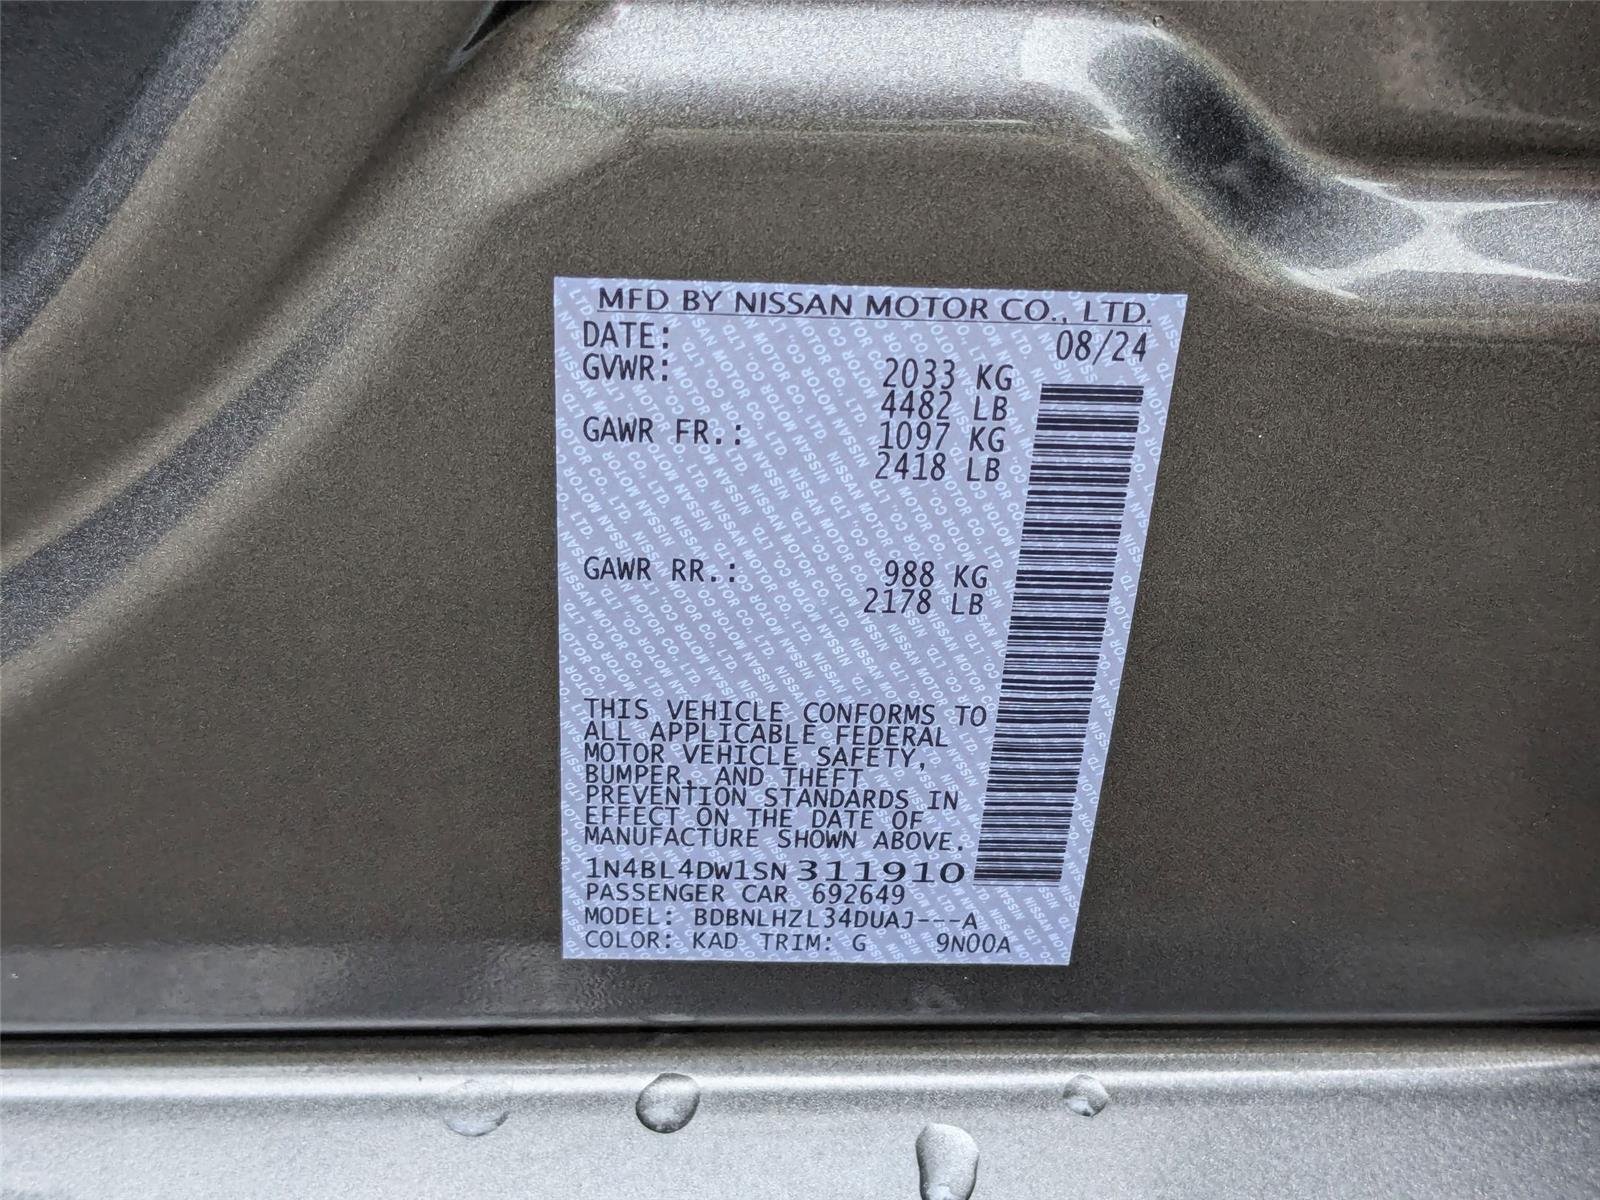 MFD BY NISSAN MOTOR CO., LTD.
DATE: 08/24
GVWR: 2033 KG
4482 LB
GAWR FR.: 1097 KG
2418 LB
GAWR RR.: 988 KG
2178 LB
THIS VEHICLE CONFORMS TO
ALL APPLICABLE FEDERAL
MOTOR VEHICLE SAFETY,
BUMPER, AND THEFT
PREVENTION STANDARDS IN
EFFECT ON THE DATE OF
MANUFACTURE SHOWN ABOVE.
1N4BL4DW1SN311910
PASSENGER CAR 692649
MODEL: BDBNLHZL34DUAJ---A
COLOR: KAD TRIM: G 9N00A